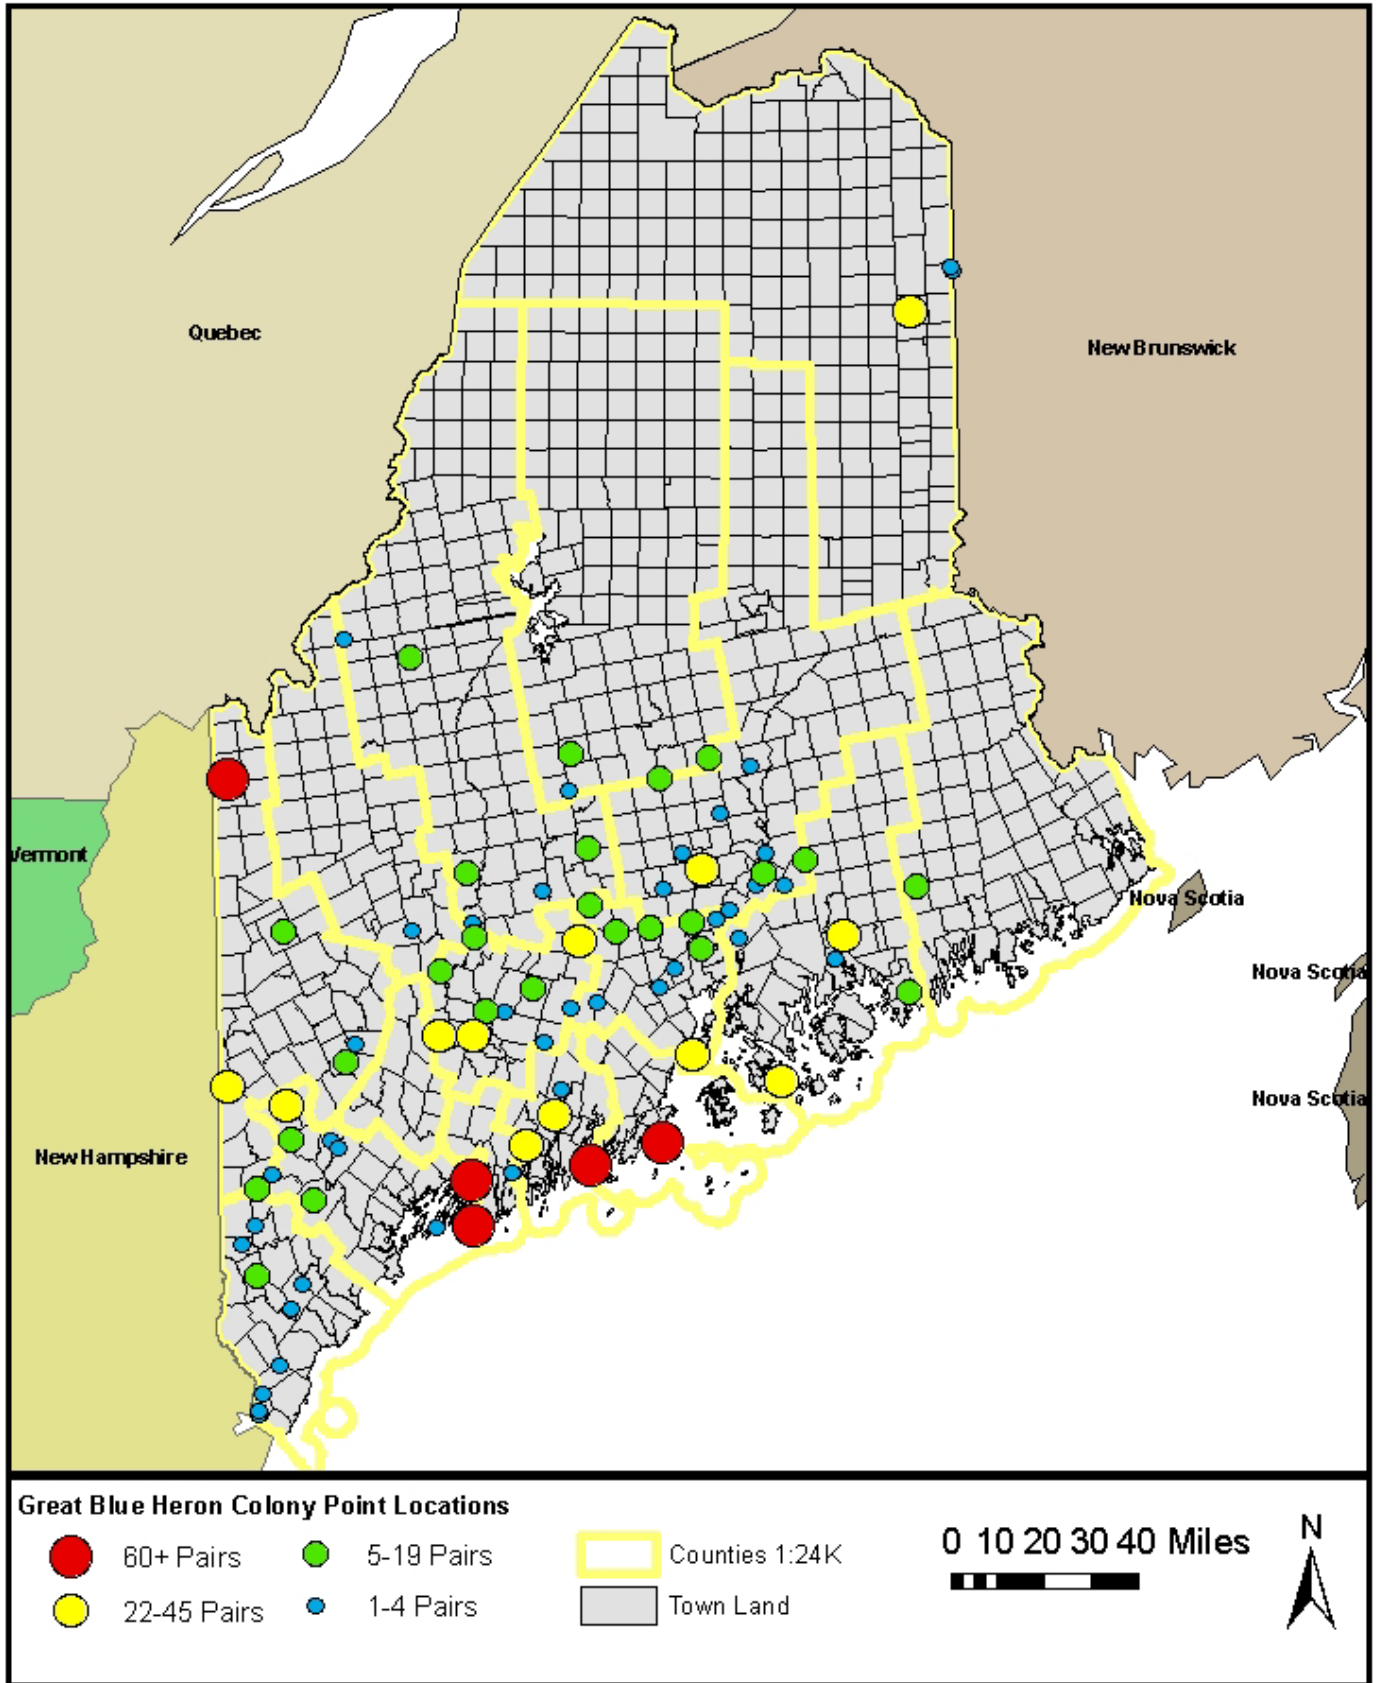 Quebec
New Brunswick
Vermont
Nova Scotia
Nova Scotia
Nova Scotia
New Hampshire
Great Blue Heron Colony Point Locations
60+ Pairs
5-19 Pairs
Counties 1:24K
0 10 20 30 40 Miles
N
22-45 Pairs
1-4 Pairs
Town Land